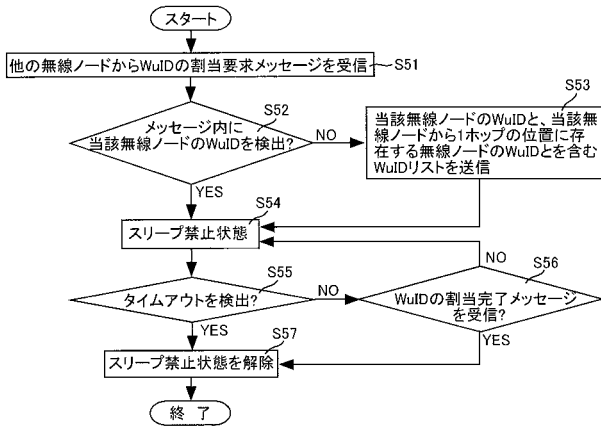 スタート
他の無線ノードからWuIDの割当要求メッセージを受信
S51
S52
メッセージ内に
当該無線ノードのWuIDを検出?
NO
YES
S53
当該無線ノードのWuIDと、当該無
線ノードから1ホップの位置に存
在する無線ノードのWuIDとを含む
WuIDリストを送信
S54
スリープ禁止状態
S55
タイムアウトを検出?
NO
YES
S56
NO
WuIDの割当完了メッセージ
を受信?
YES
S57
スリープ禁止状態を解除
終了